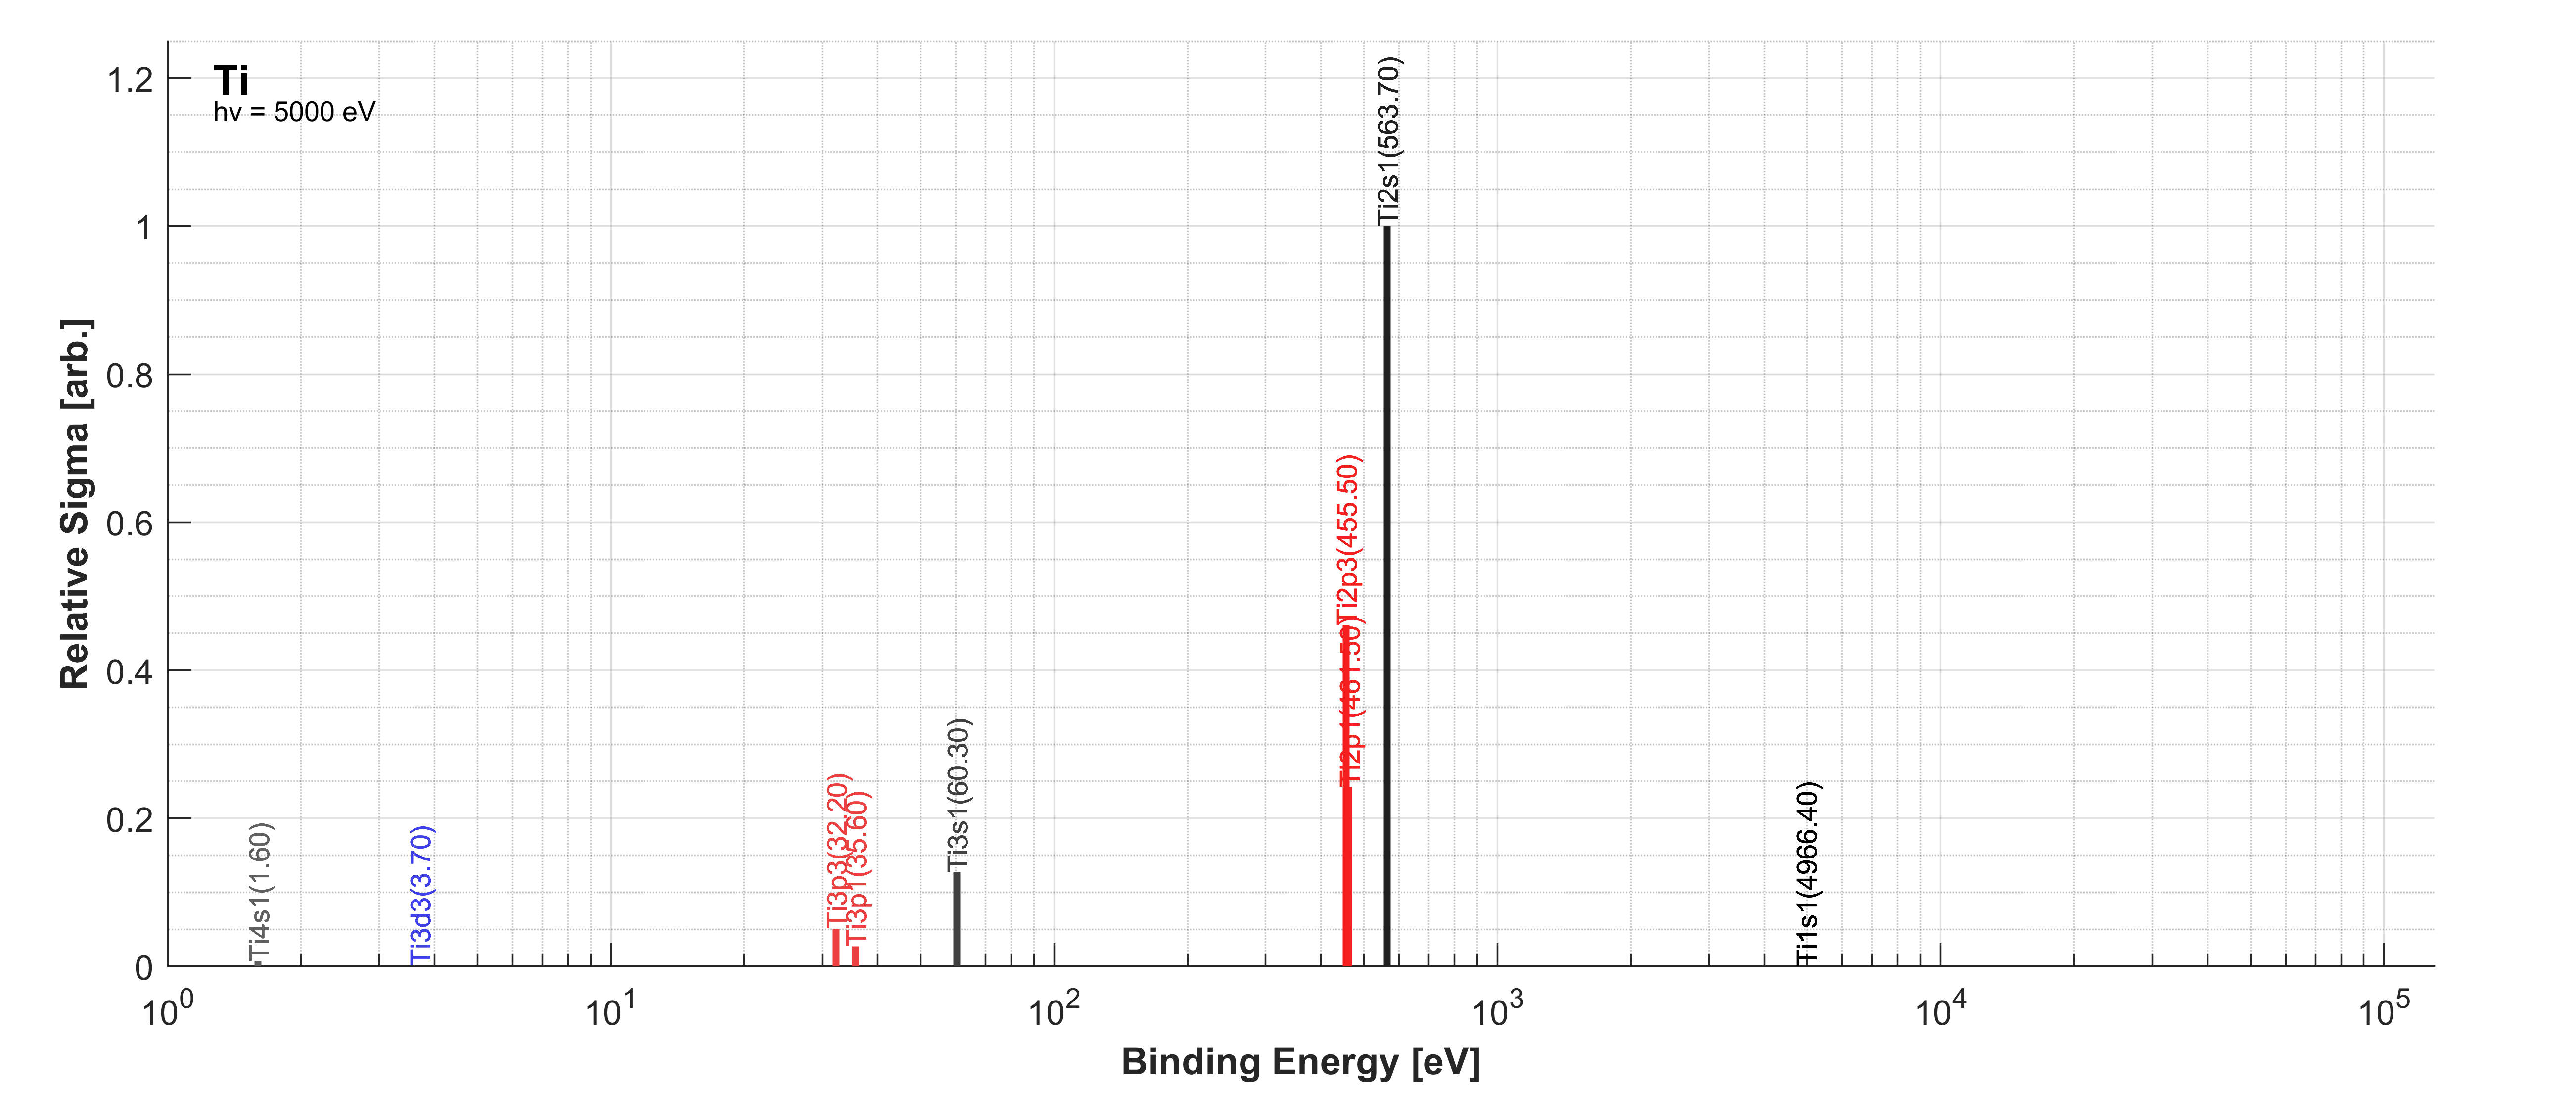 Ti
hv = 5000 eV
Relative Sigma [arb.]
1.2
1
0.8
0.6
0.4
0.2
0
Ti4s1(1.60)
Ti3d3(3.70)
Ti3p3(32.20)
Ti3p1(35.60)
Ti3s1(60.30)
Ti2p3(455.50)
Ti2p1(461.50)
Ti2s1(563.70)
Ti1s1(4966.40)
10^0 10^1 10^2 10^3 10^4 10^5
Binding Energy [eV]